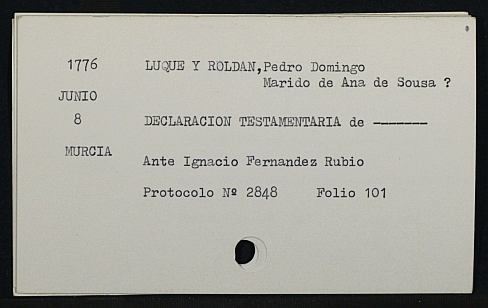 1776 LUQUE Y ROLDAN,Pedro Domingo
Marido de Ana de Sousa ?
JUNIO
8 DECLARACION TESTAMENTARIA de -------
MURCIA
Ante Ignacio Fernandez Rubio
Protocolo Nº 2848 Folio 101